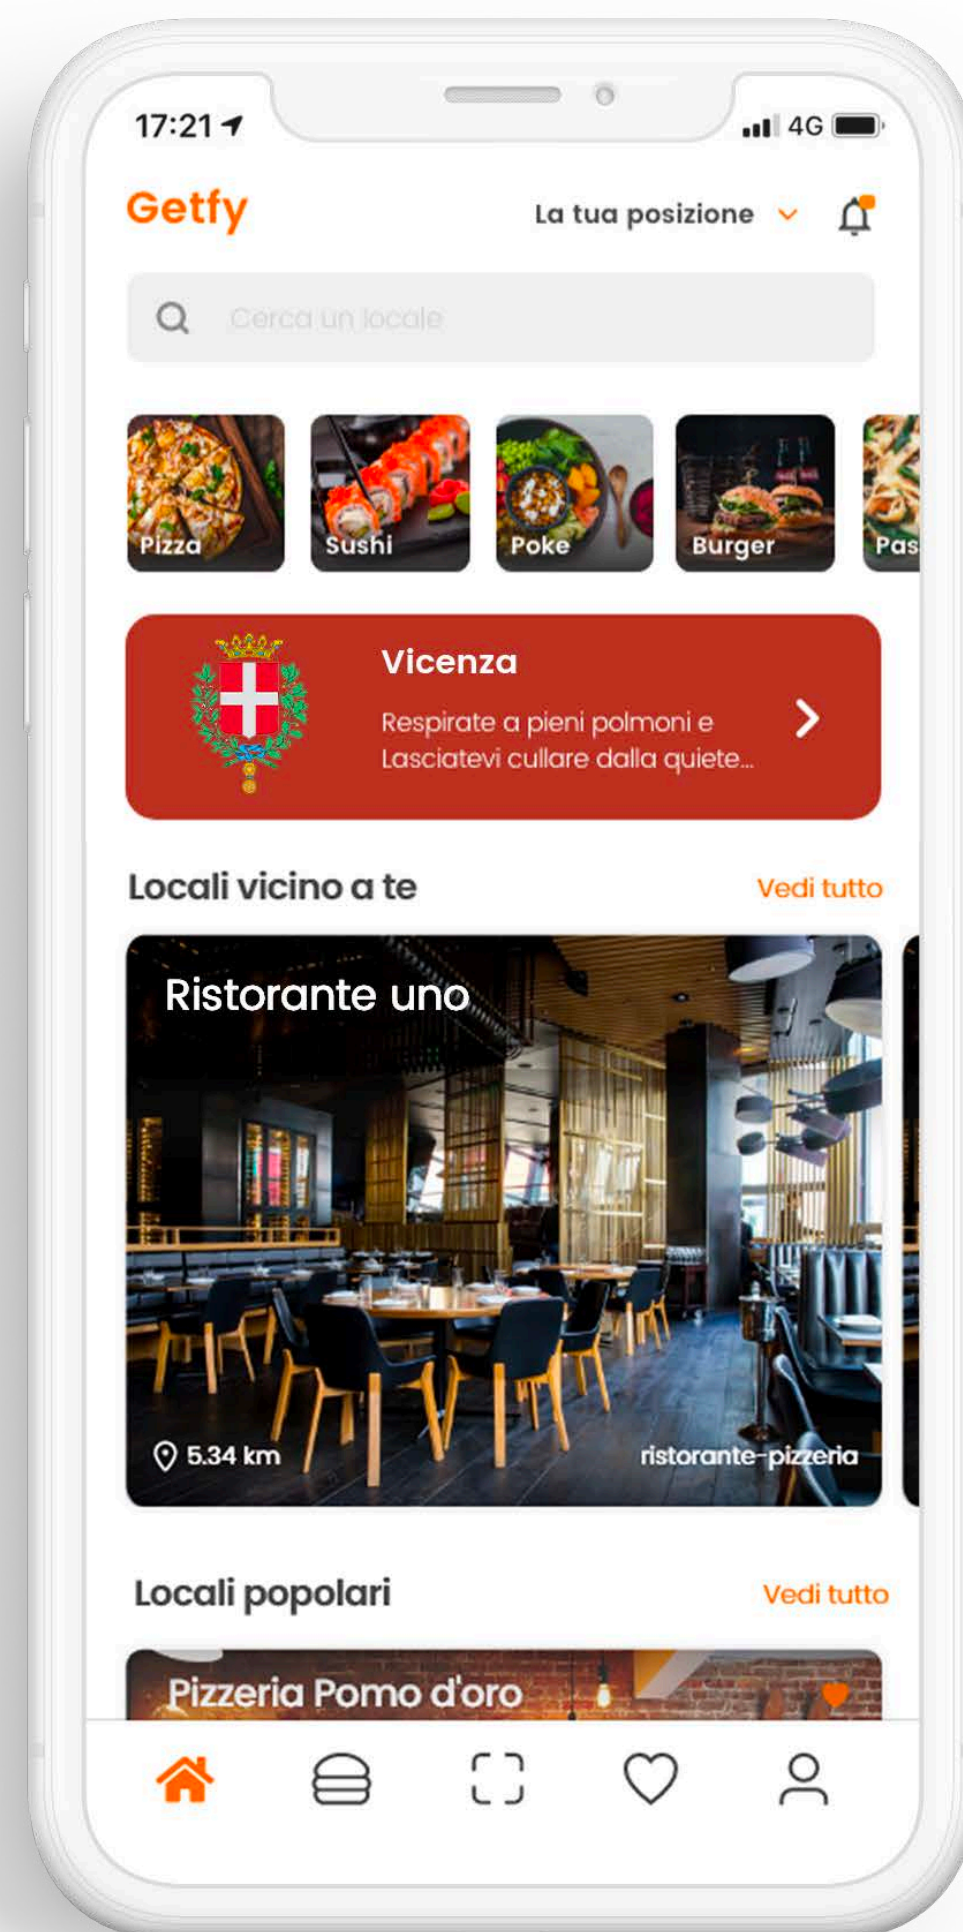 17:21
4G
Getfy
La tua posizione
Cerca un locale
Pizza
Sushi
Poke
Burger
Pas
Vicenza
Respirate a pieni polmoni e
Lasciatevi cullare dalla quiete...
Locali vicino a te
Vedi tutto
Ristorante uno
5.34 km
ristorante-pizzeria
Locali popolari
Vedi tutto
Pizzeria Pomo d'oro